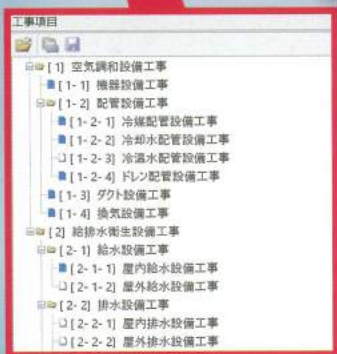 工事項目
[ 1] 空気調和設備工事
[ 1- 1] 機器設備工事
[ 1- 2] 配管設備工事
[ 1- 2- 1] 冷媒配管設備工事
[ 1- 2- 2] 冷却水配管設備工事
[ 1- 2- 3] 冷温水配管設備工事
[ 1- 2- 4] ドレン配管設備工事
[ 1- 3] ダクト設備工事
[ 1- 4] 換気設備工事
[ 2] 給排水衛生設備工事
[ 2- 1] 給水設備工事
[ 2- 1- 1] 屋内給水設備工事
[ 2- 1- 2] 屋外給水設備工事
[ 2- 2] 排水設備工事
[ 2- 2- 1] 屋内排水設備工事
[ 2- 2- 2] 屋外排水設備工事